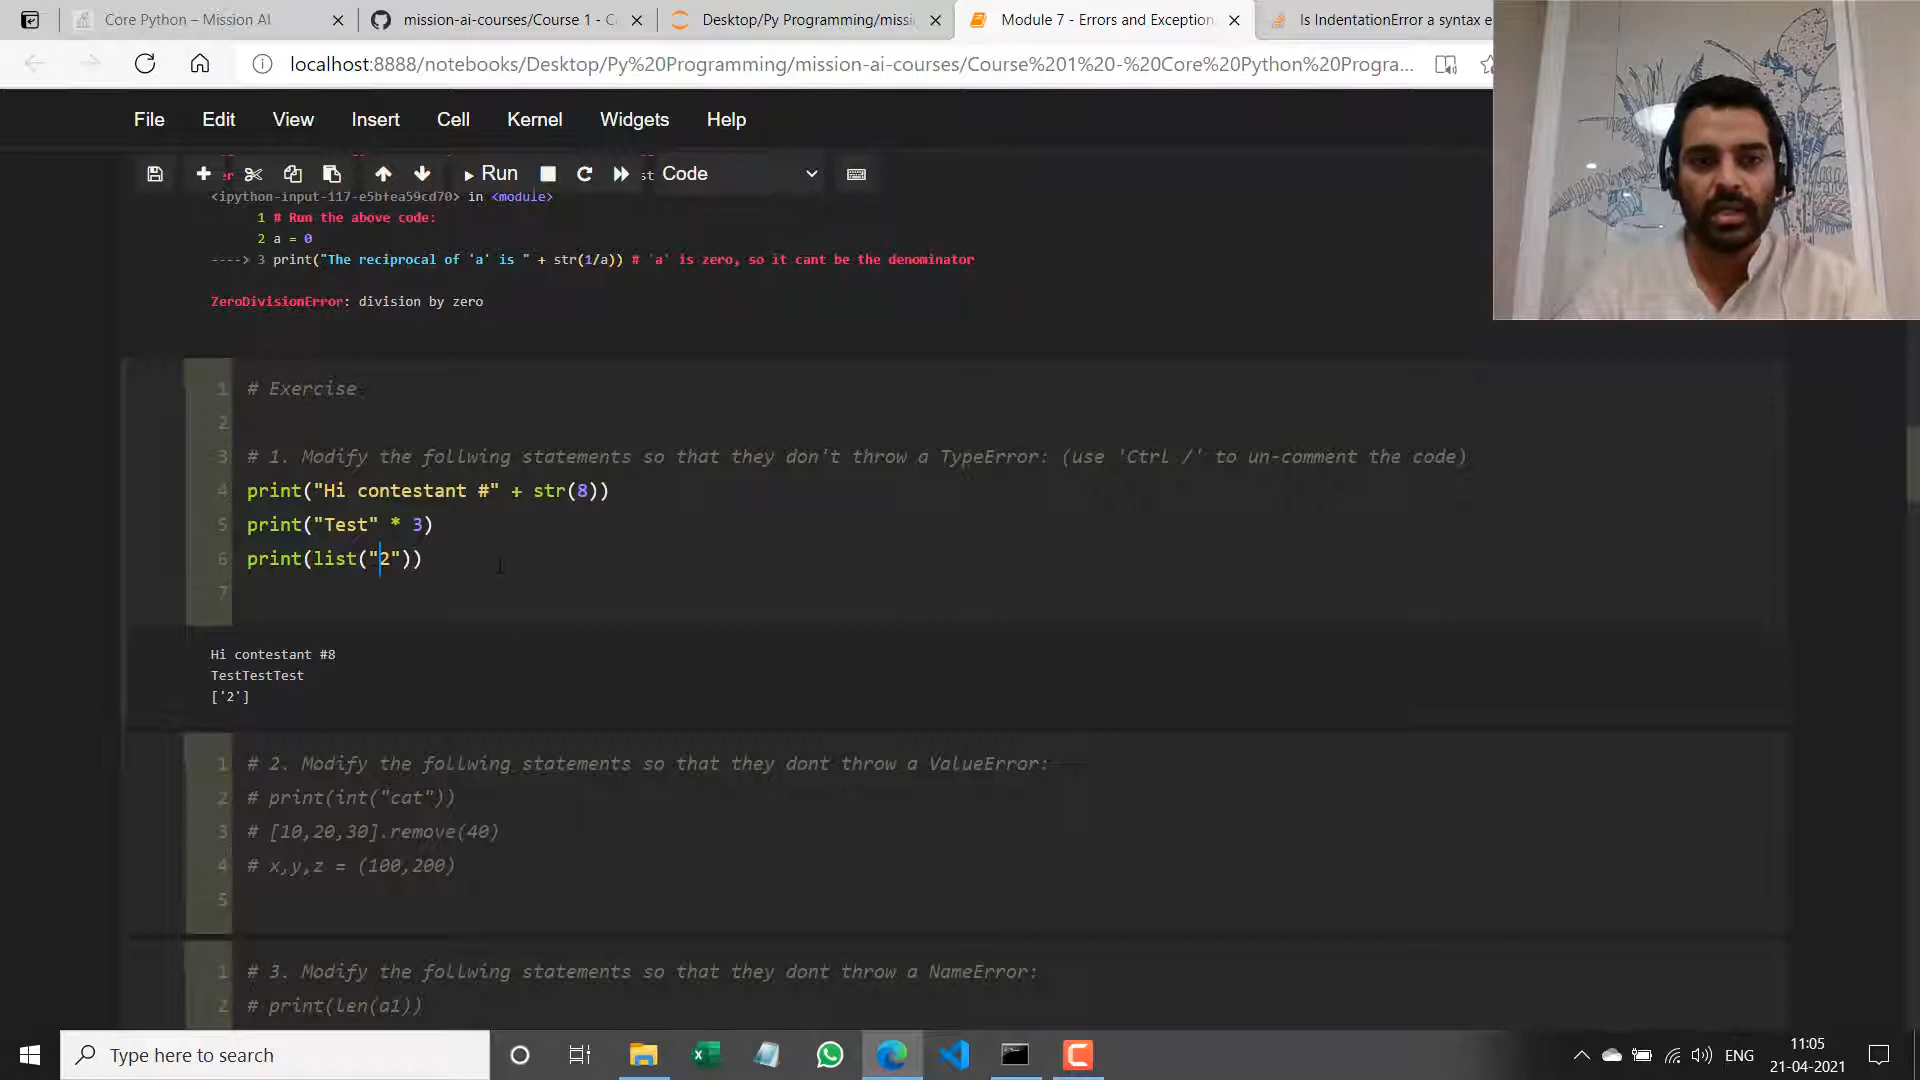 Core Python – Mission AI
mission-ai-courses/Course 1 - C
Desktop/Py Programming/missi
Module 7 - Errors and Exception
Is IndentationError a syntax e
localhost:8888/notebooks/Desktop/Py%20Programming/mission-ai-courses/Course%201%20-%20Core%20Python%20Progra...
File Edit View Insert Cell Kernel Widgets Help
Run
Code
<ipython-input-117-e5bfea59cd70> in <module>
1 # Run the above code:
2 a = 0
----> 3 print("The reciprocal of 'a' is " + str(1/a)) # 'a' is zero, so it cant be the denominator
ZeroDivisionError: division by zero
1 # Exercise
2
3 # 1. Modify the follwing statements so that they don't throw a TypeError: (use 'Ctrl /' to un-comment the code)
4 print("Hi contestant #" + str(8))
5 print("Test" * 3)
6 print(list("2"))
7
Hi contestant #8
TestTestTest
['2']
1 # 2. Modify the follwing statements so that they dont throw a ValueError:
2 # print(int("cat"))
3 # [10,20,30].remove(40)
4 # x,y,z = (100,200)
5
1 # 3. Modify the follwing statements so that they dont throw a NameError:
2 # print(len(a1))
Type here to search
ENG
11:05
21-04-2021